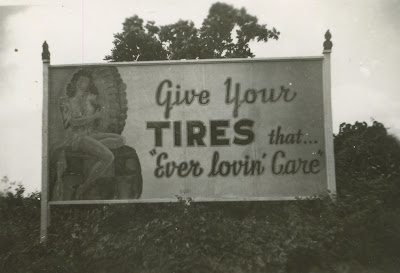 Give Your
TIRES that...
"Ever lovin' Care"